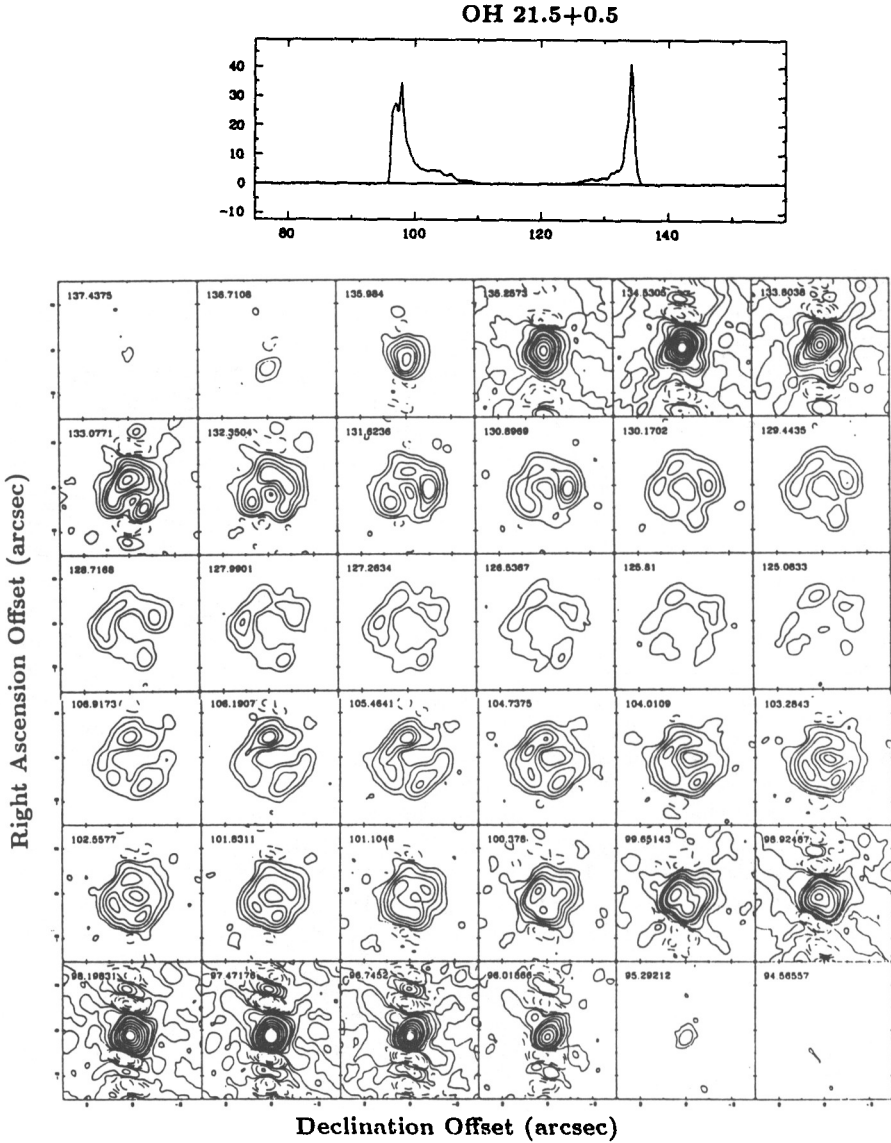 OH 21.5+0.5
40
30
20
10
0
-10
80 100 120 140
137.4375 136.7108 135.984 135.2573 134.5305 133.8038
133.0771 132.3504 131.6236 130.8969 130.1702 129.4435
128.7168 127.9901 127.2634 126.5367 125.81 125.0833
106.9173 106.1907 105.4641 104.7375 104.0109 103.2843
102.5577 101.8311 101.1046 100.378 99.65143 98.92487
98.19831 97.47175 96.7452 96.01866 95.29212 94.56557
Right Ascension Offset (arcsec)
Declination Offset (arcsec)